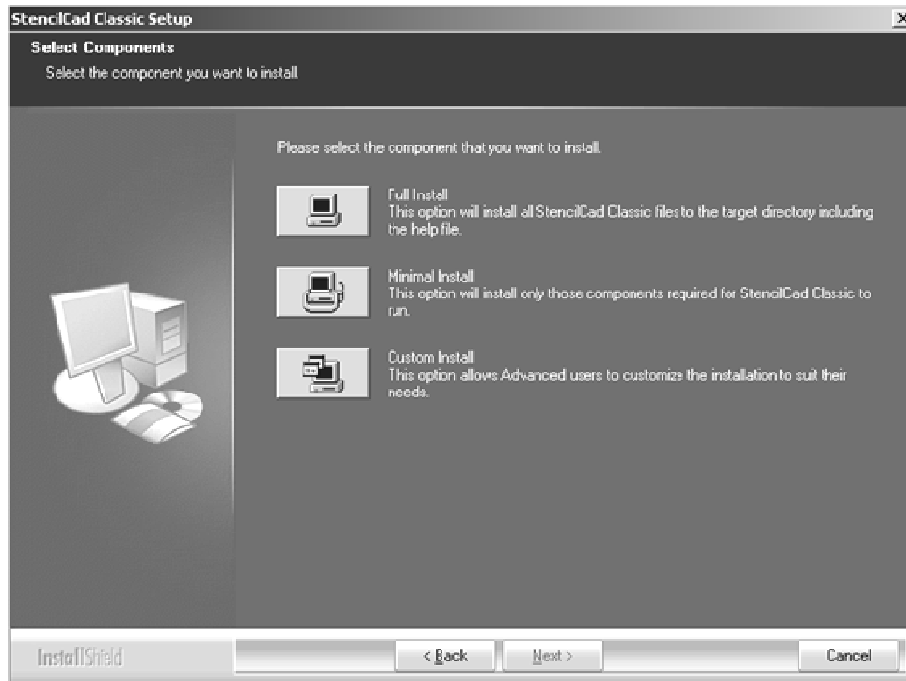 StencilCad Classic Setup
Select Components
Select the component you want to install
Please select the component that you want to install.
Full Install
This option will install all StencilCad Classic files to the target directory including
the help file.
Minimal Install
This option will install only those components required for StencilCad Classic to
run.
Custom Install
This option allows Advanced users to customize the installation to suit their
needs.
InstallShield
< Back
Next >
Cancel